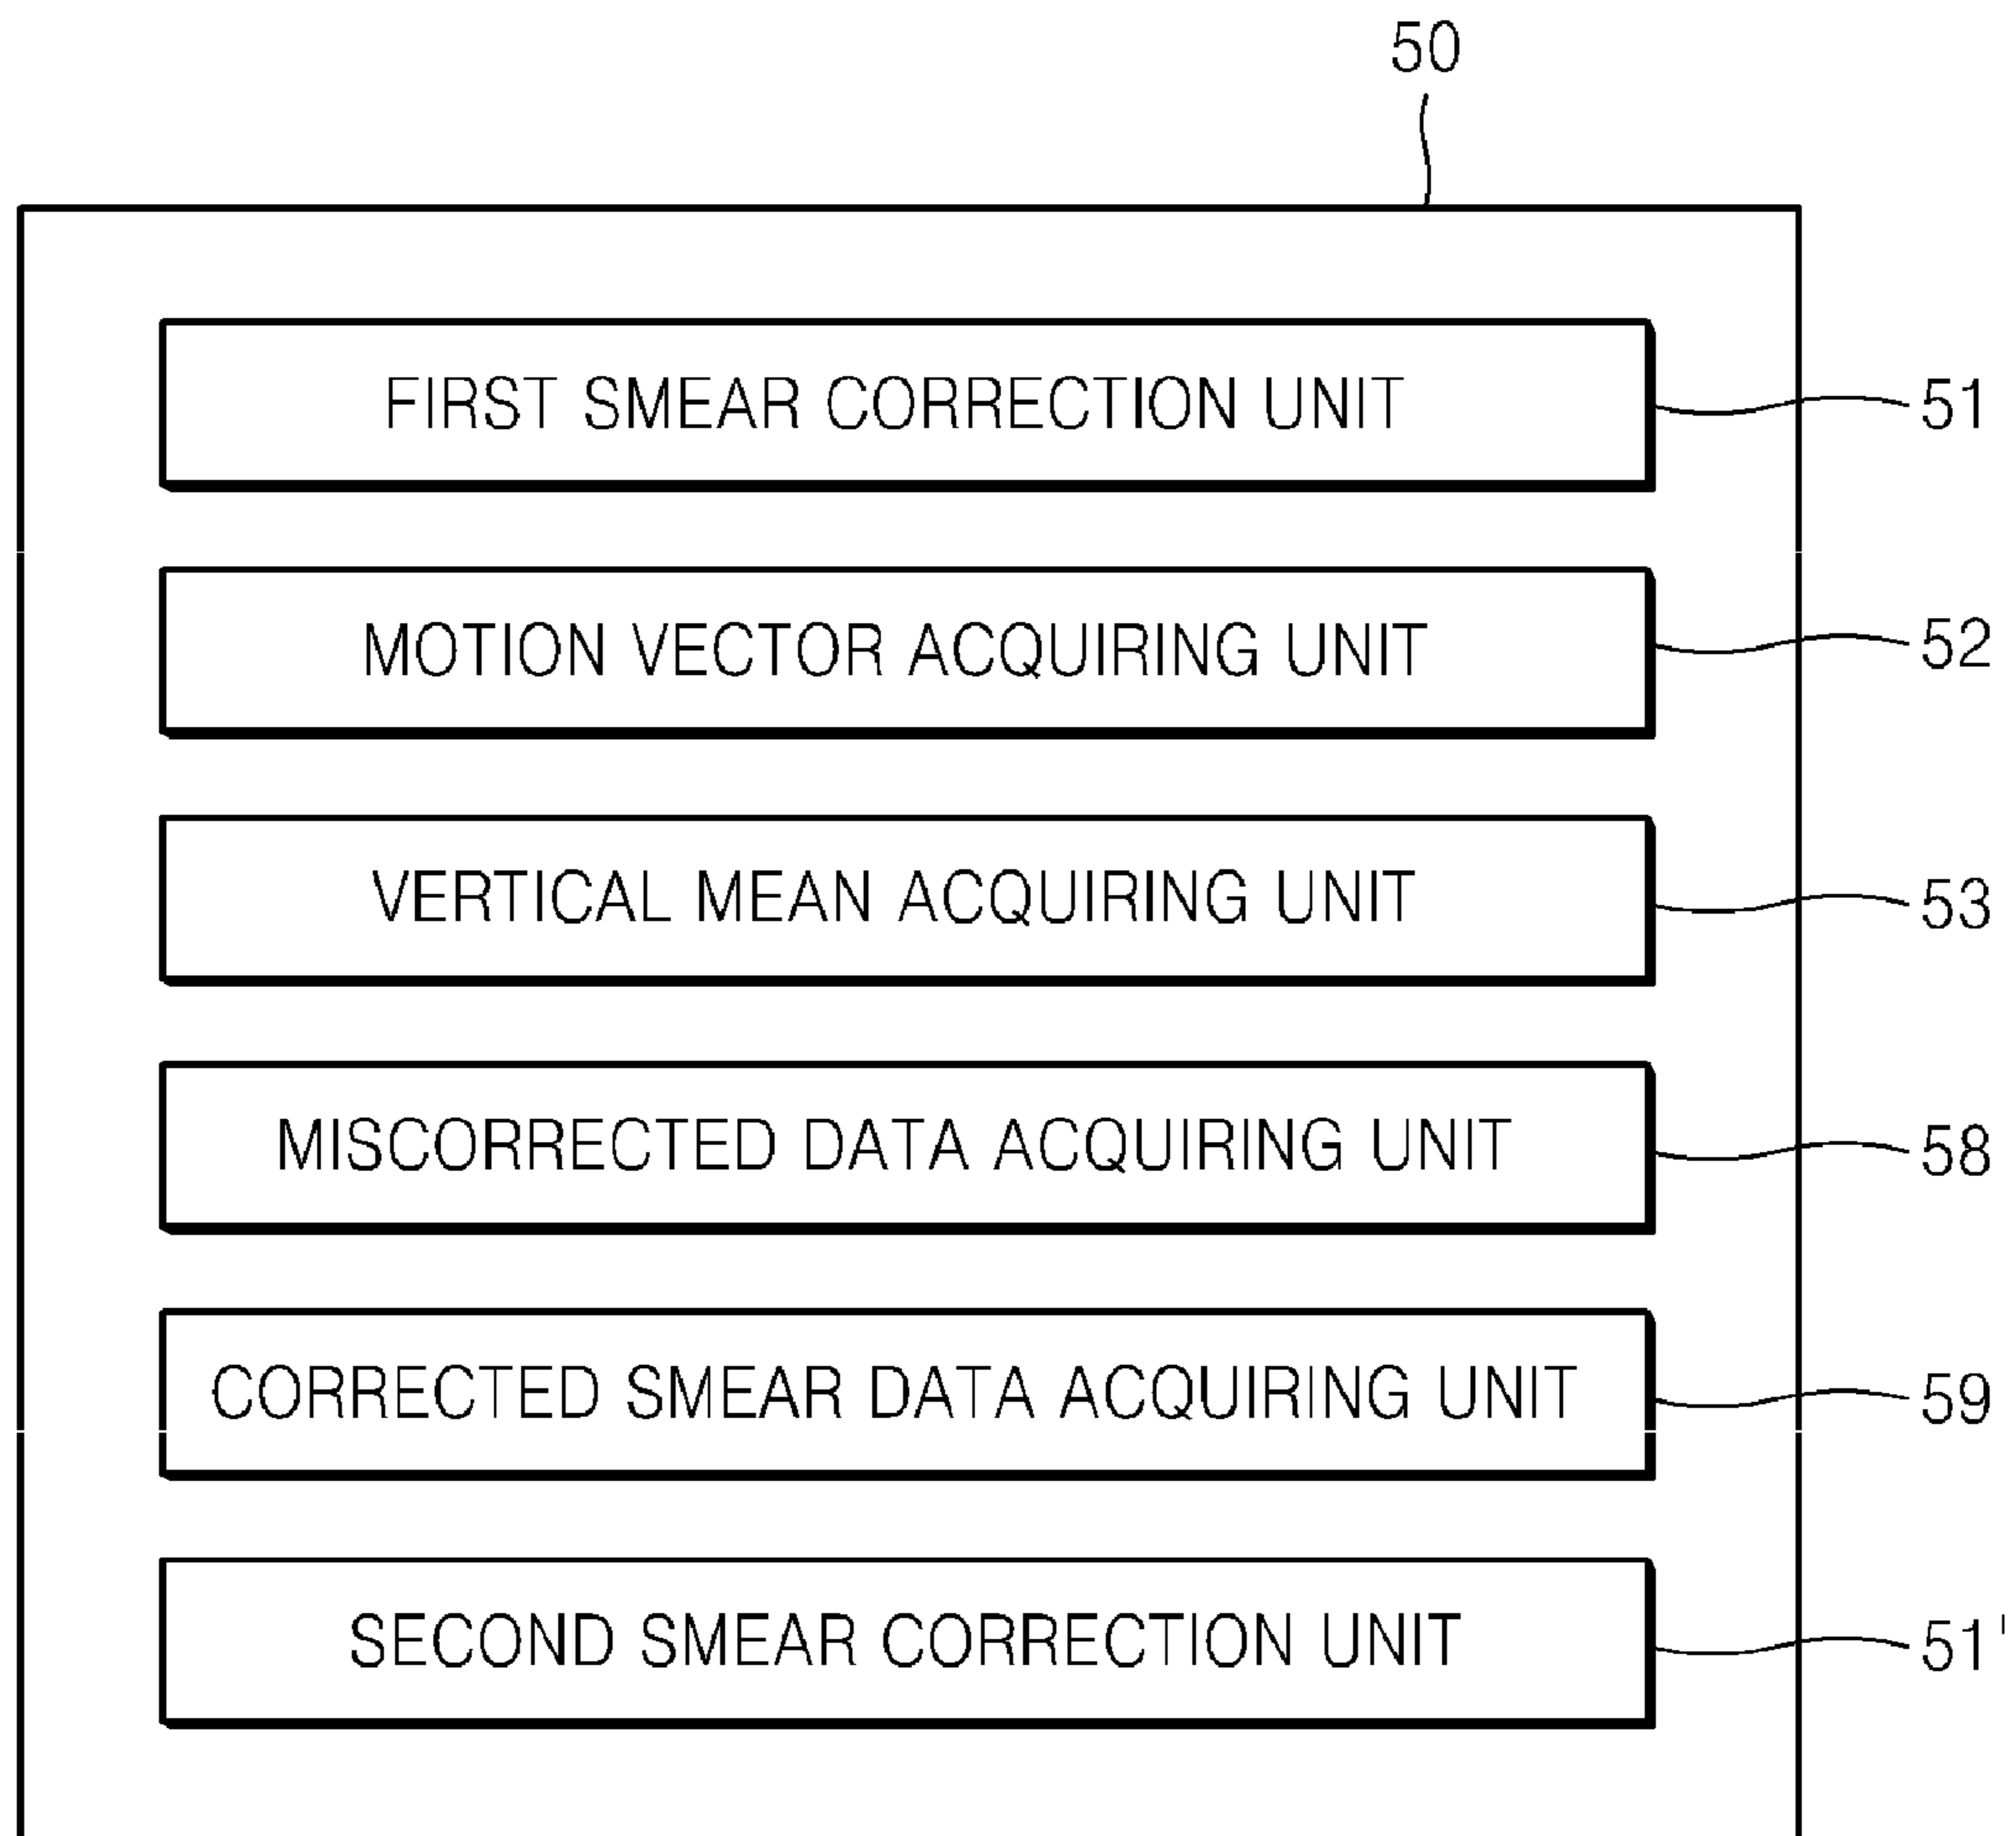 50
FIRST SMEAR CORRECTION UNIT 51
MOTION VECTOR ACQUIRING UNIT 52
VERTICAL MEAN ACQUIRING UNIT 53
MISCORRECTED DATA ACQUIRING UNIT 58
CORRECTED SMEAR DATA ACQUIRING UNIT 59
SECOND SMEAR CORRECTION UNIT 51'